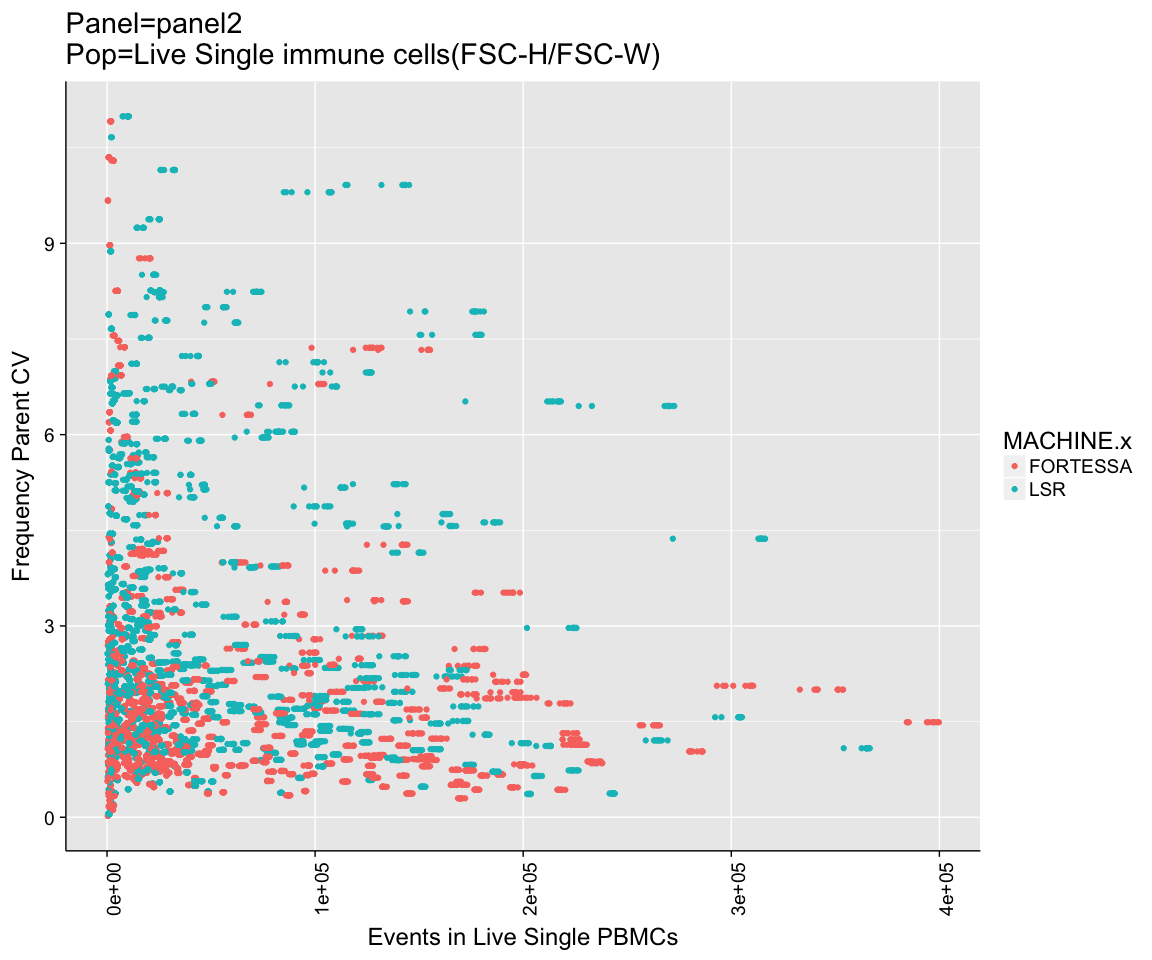 Panel=panel2
Pop=Live Single immune cells(FSC-H/FSC-W)
Frequency Parent CV
9
6
3
0
0e+00
1e+05
2e+05
3e+05
4e+05
Events in Live Single PBMCs
MACHINE.x
FORTESSA
LSR